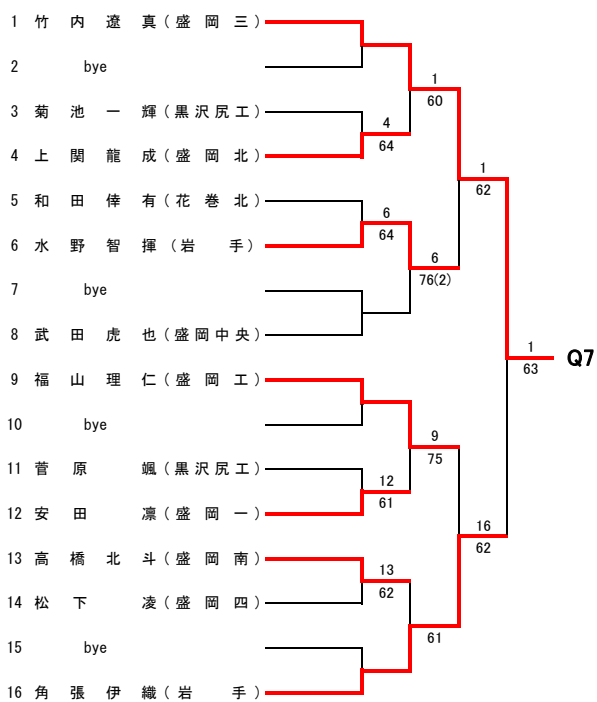 1 竹内遼真(盛岡三)
2 bye
1
60
3 菊池一輝(黒沢尻工)
4
64
4 上関龍成(盛岡北)
1
62
5 和田倖有(花巻北)
6
64
6 水野智揮(岩手)
6
76(2)
7 bye
8 武田虎也(盛岡中央)
1
63
Q7
9 福山理仁(盛岡工)
10 bye
9
75
11 菅原颯(黒沢尻工)
12
61
12 安田凛(盛岡一)
16
62
13 高橋北斗(盛岡南)
13
62
14 松下凌(盛岡四)
61
15 bye
16 角張伊織(岩手)